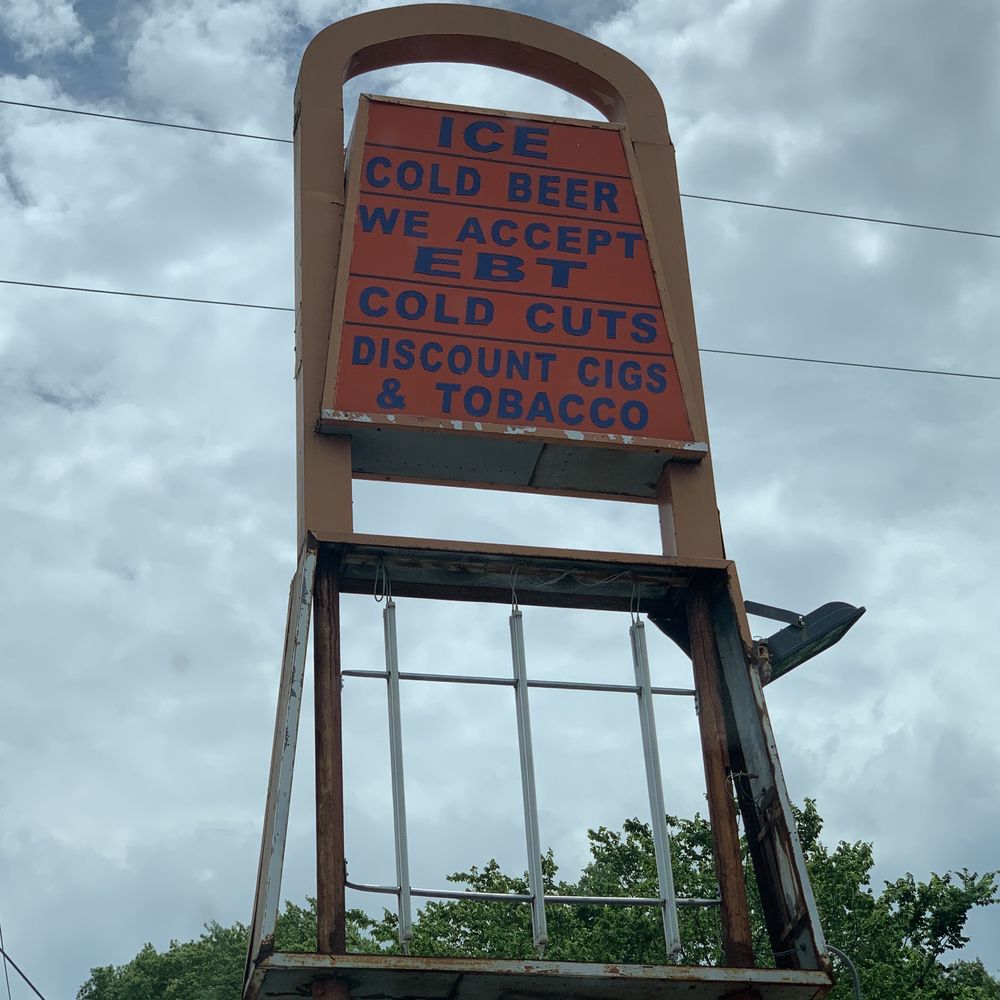 ICE
COLD BEER
WE ACCEPT
EBT
COLD CUTS
DISCOUNT CIGS
& TOBACCO